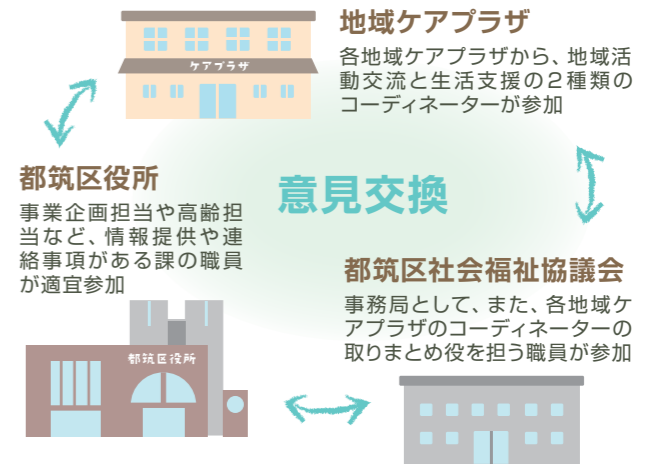 地域ケアプラザ
各地域ケアプラザから、地域活
動交流と生活支援の2種類の
コーディネーターが参加
ケアプラザ
都筑区役所
事業企画担当や高齢担
当など、情報提供や連
絡事項がある課の職員
が適宜参加
意見交換
都筑区社会福祉協議会
事務局として、また、各地域ケ
アプラザのコーディネーターの
取りまとめ役を担う職員が参加
都筑区役所